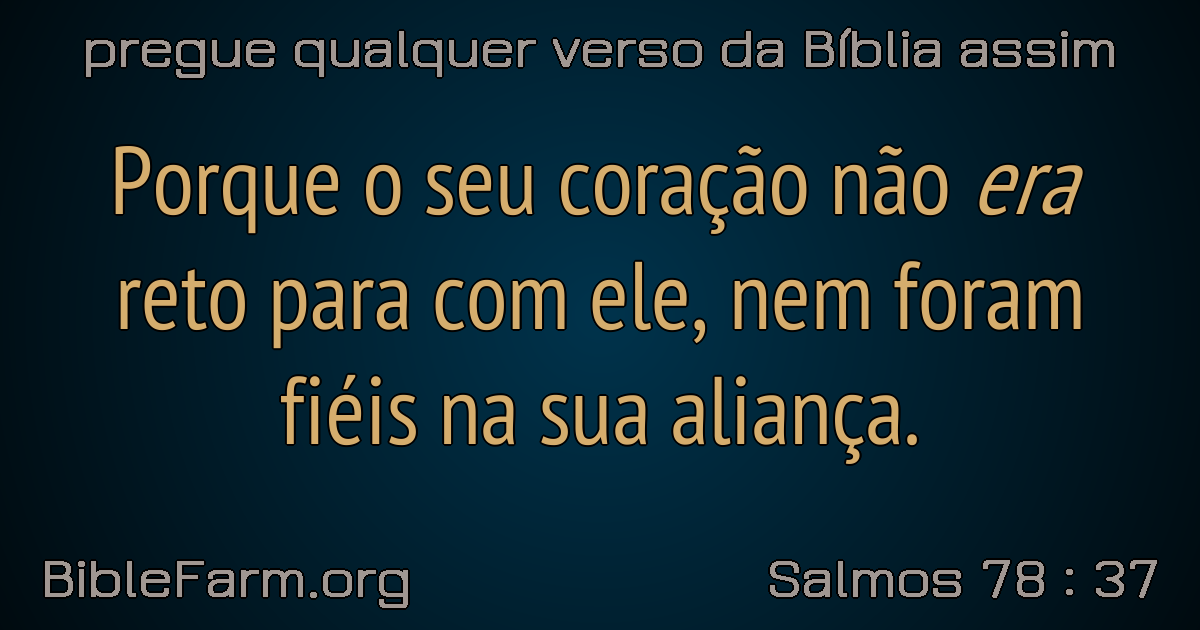 pregue qualquer verso da Bíblia assim
Porque o seu coração não era
reto para com ele, nem foram
fiéis na sua aliança.
BibleFarm.org
Salmos 78 : 37